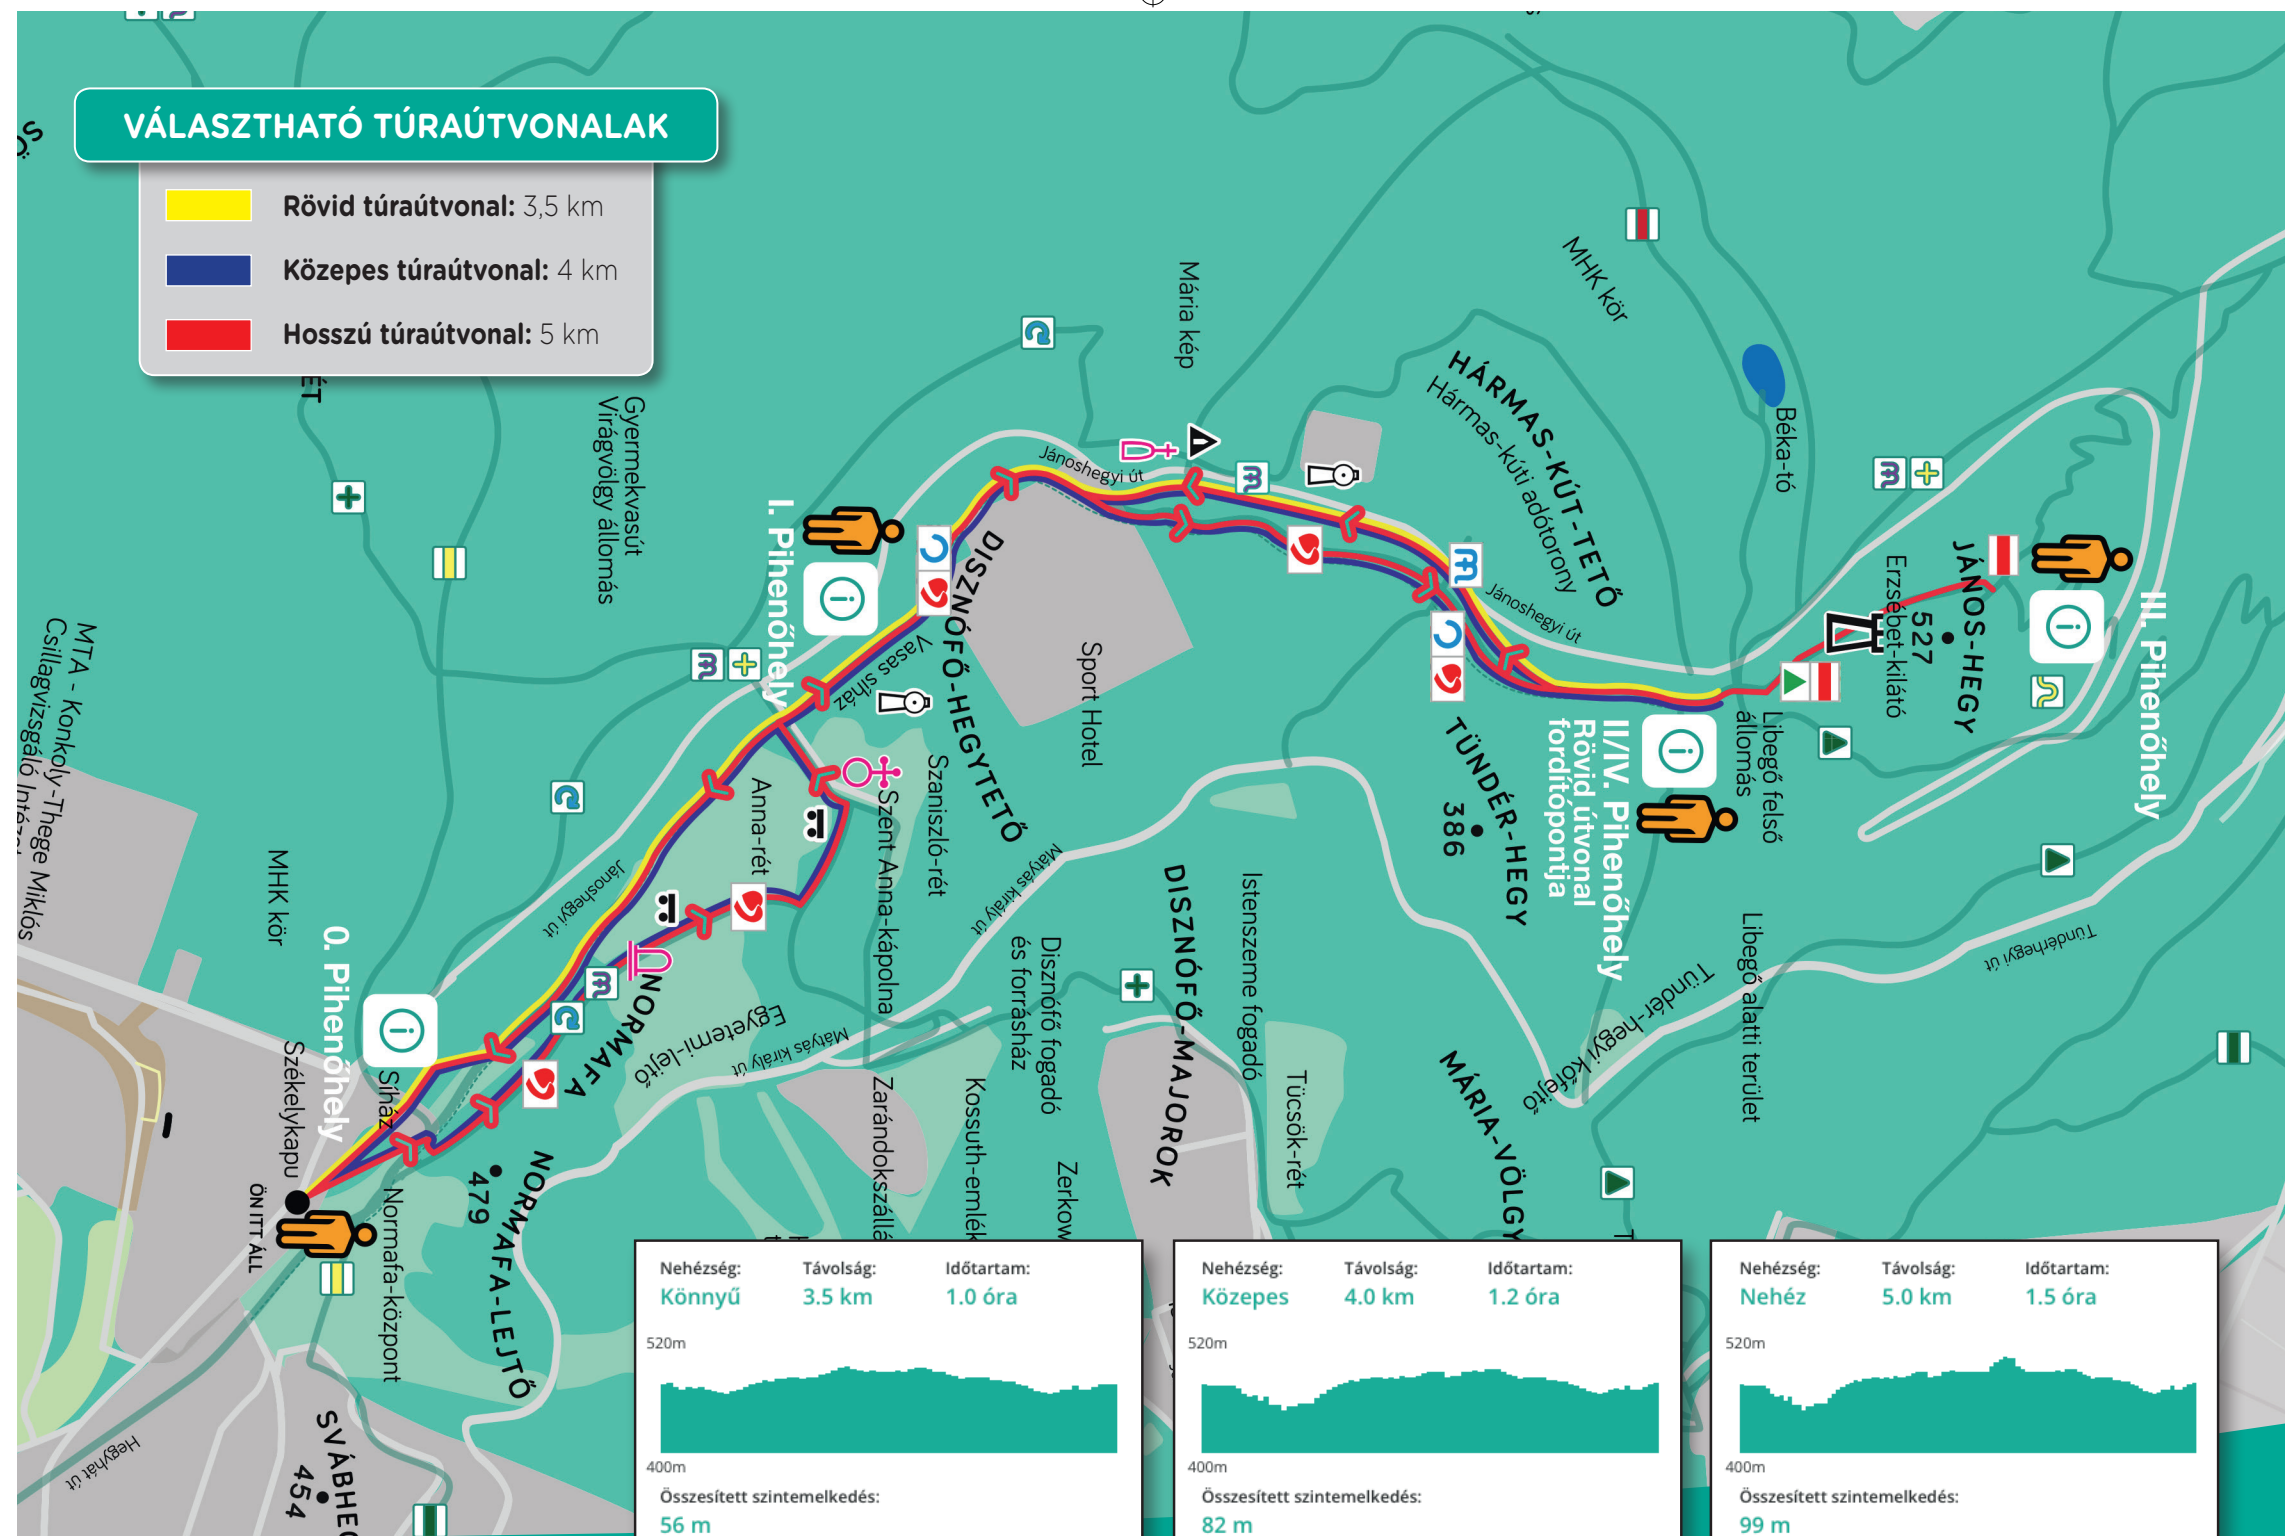 VÁLASZTHATÓ TÚRAÚTVONALAK
Rövid túraútvonal: 3,5 km
Közepes túraútvonal: 4 km
Hosszú túraútvonal: 5 km
Gyermekvasút
Virágvölgy állomás
MTA - Konkoly-Thege Miklós
MHK kör
0. Pihenőhely
Székelykapu
Síház
ÖN ITT ÁLL
Normafa-központ
479
NORMAFA-LEJTŐ
454
Hegyhát út
I. Pihenőhely
Vasas síház
DISZNÓFŐ-HEGYTETŐ
Anna-rét
Szaniszló-rét
Szent Anna-kápolna
Jánoshegyi út
NORMAFA
Egyetemi-lejtő
Mátyás király út
Mátyás király út
Disznófő fogadó
és forrásház
Jánoshegyi út
Sport Hotel
Mária kép
MHK kör
HÁRMAS-KÚT-TETŐ
Hármas-kúti adótorony
Jánoshegyi út
Béka-tó
Erzsébet-kilátó
527
JÁNOS-HEGY
III. Pihenőhely
Libegő felső
állomás
II/IV. Pihenőhely
Rövid útvonal
fordítópontja
TÜNDÉR-HEGY
386
DISZNÓFŐ-MAJOROK
Istenszeme fogadó
Tücsök-rét
MÁRIA-VÖLGY
Tündér-hegyi kőfejtő
Libegő alatti terület
Tündérhegyi út
Nehézség:
Távolság:
Időtartam:
Könnyű
3.5 km
1.0 óra
520m
400m
Összesített szintemelkedés:
56 m
Nehézség:
Távolság:
Időtartam:
Közepes
4.0 km
1.2 óra
520m
400m
Összesített szintemelkedés:
82 m
Nehézség:
Távolság:
Időtartam:
Nehéz
5.0 km
1.5 óra
520m
400m
Összesített szintemelkedés:
99 m